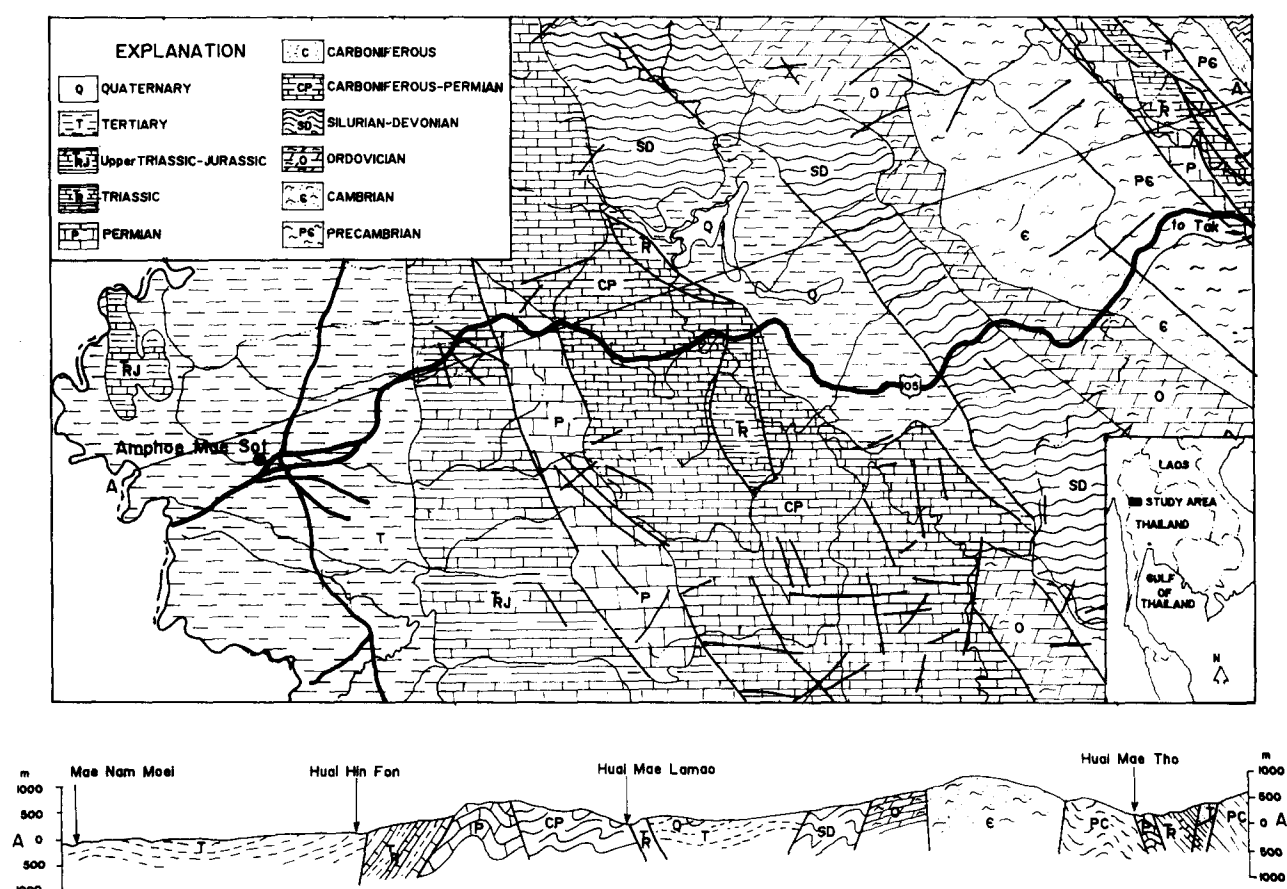 EXPLANATION
Q QUATERNARY
T TERTIARY
RJ Upper TRIASSIC-JURASSIC
R TRIASSIC
P PERMIAN
C CARBONIFEROUS
CP CARBONIFEROUS-PERMIAN
SD SILURIAN-DEVONIAN
O ORDOVICIAN
Є CAMBRIAN
PЄ PRECAMBRIAN
SD
O
SD
T
PЄ
A
R
P
PЄ
to Tak
R
Q
CP
Q
Є
Є
RJ
105
O
P
R
Amphoe Mae Sot
A
CP
SD
T
RJ
P
O
LAOS
STUDY AREA
THAILAND
GULF
OF
THAILAND
N
m
Mae Nam Moei
Huai Hin Fon
Huai Mae Lamao
Huai Mae Tho
m
1000
500
A 0
500
1000
T
R
P
CP
R
Q
T
SD
O
Є
PC
P
R
T
PC
1000
500
0 A
500
1000